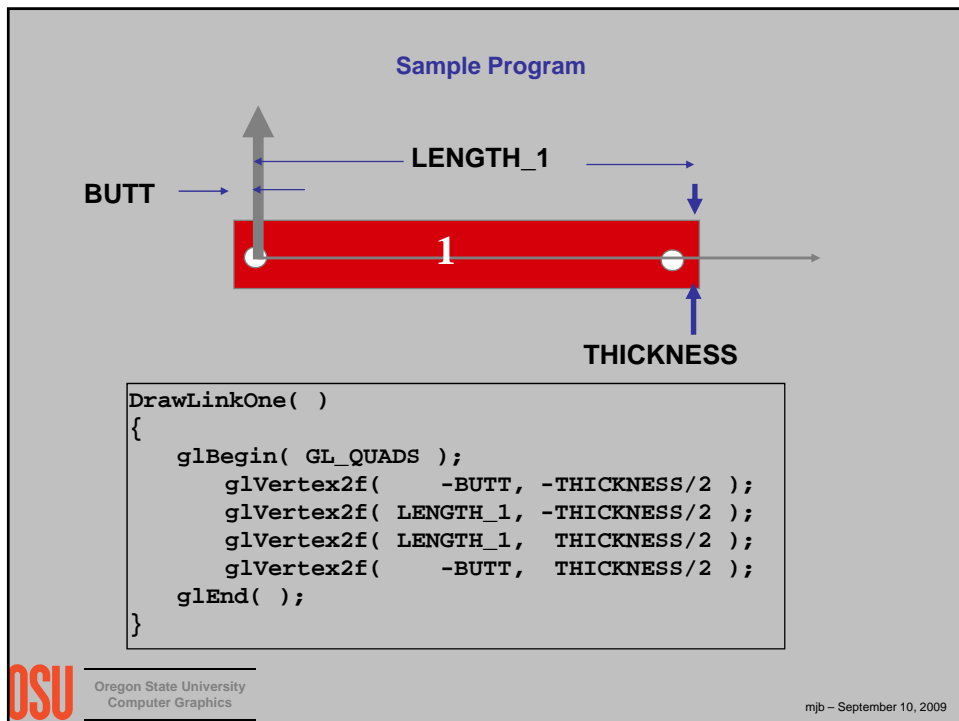 Sample Program
LENGTH_1
BUTT
1
THICKNESS
DrawLinkOne( )
{
glBegin( GL_QUADS );
glVertex2f( -BUTT, -THICKNESS/2 );
glVertex2f( LENGTH_1, -THICKNESS/2 );
glVertex2f( LENGTH_1, THICKNESS/2 );
glVertex2f( -BUTT, THICKNESS/2 );
glEnd( );
}
OSU
Oregon State University
Computer Graphics
mjb – September 10, 2009